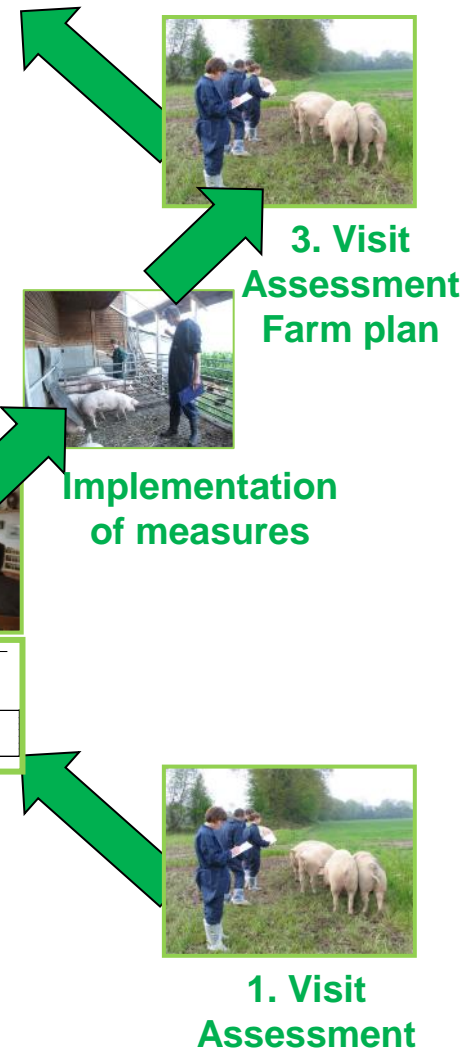 3. Visit
Assessment
Farm plan
Implementation
of measures
1. Visit
Assessment